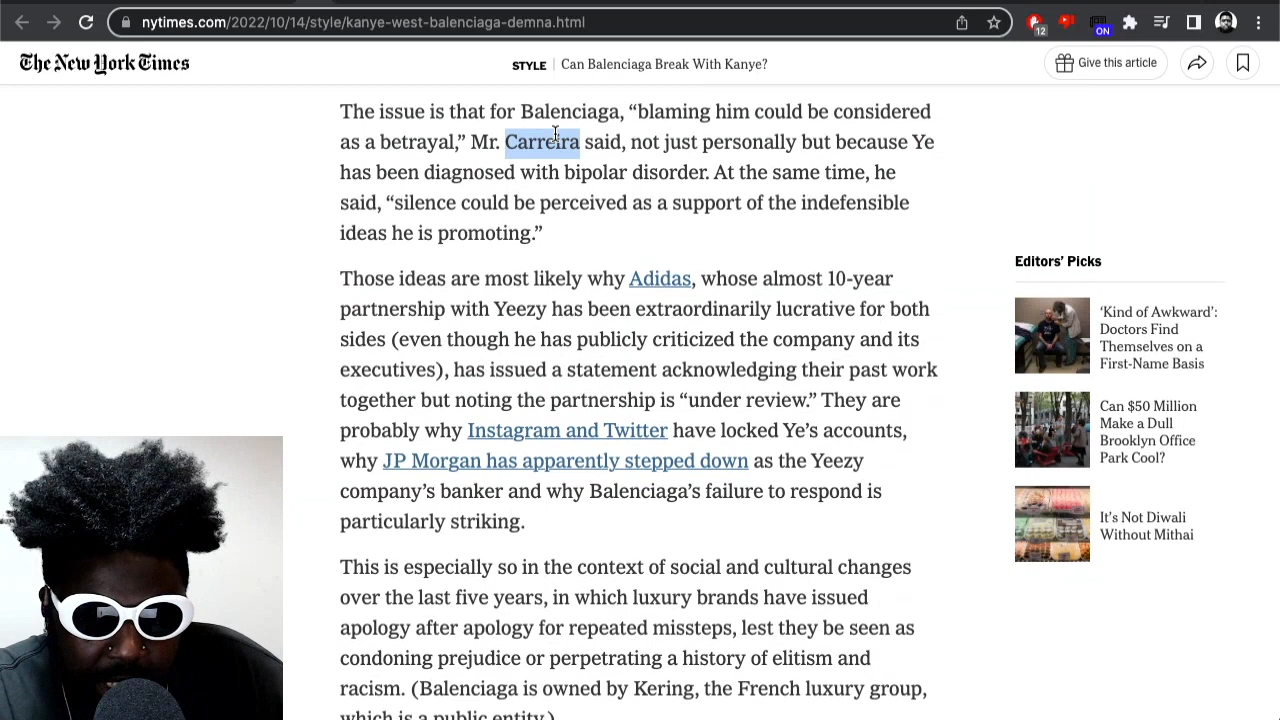 nytimes.com/2022/10/14/style/kanye-west-balenciaga-demna.html
12
ON
The New York Times
STYLE | Can Balenciaga Break With Kanye?
Give this article
The issue is that for Balenciaga, “blaming him could be considered
as a betrayal,” Mr. Carreira said, not just personally but because Ye
has been diagnosed with bipolar disorder. At the same time, he
said, “silence could be perceived as a support of the indefensible
ideas he is promoting.”
Those ideas are most likely why Adidas, whose almost 10-year
partnership with Yeezy has been extraordinarily lucrative for both
sides (even though he has publicly criticized the company and its
executives), has issued a statement acknowledging their past work
together but noting the partnership is “under review.” They are
probably why Instagram and Twitter have locked Ye’s accounts,
why JP Morgan has apparently stepped down as the Yeezy
company’s banker and why Balenciaga’s failure to respond is
particularly striking.
This is especially so in the context of social and cultural changes
over the last five years, in which luxury brands have issued
apology after apology for repeated missteps, lest they be seen as
condoning prejudice or perpetrating a history of elitism and
racism. (Balenciaga is owned by Kering, the French luxury group,
which is a public entity.)
Editors’ Picks
‘Kind of Awkward’:
Doctors Find
Themselves on a
First-Name Basis
Can $50 Million
Make a Dull
Brooklyn Office
Park Cool?
It’s Not Diwali
Without Mithai